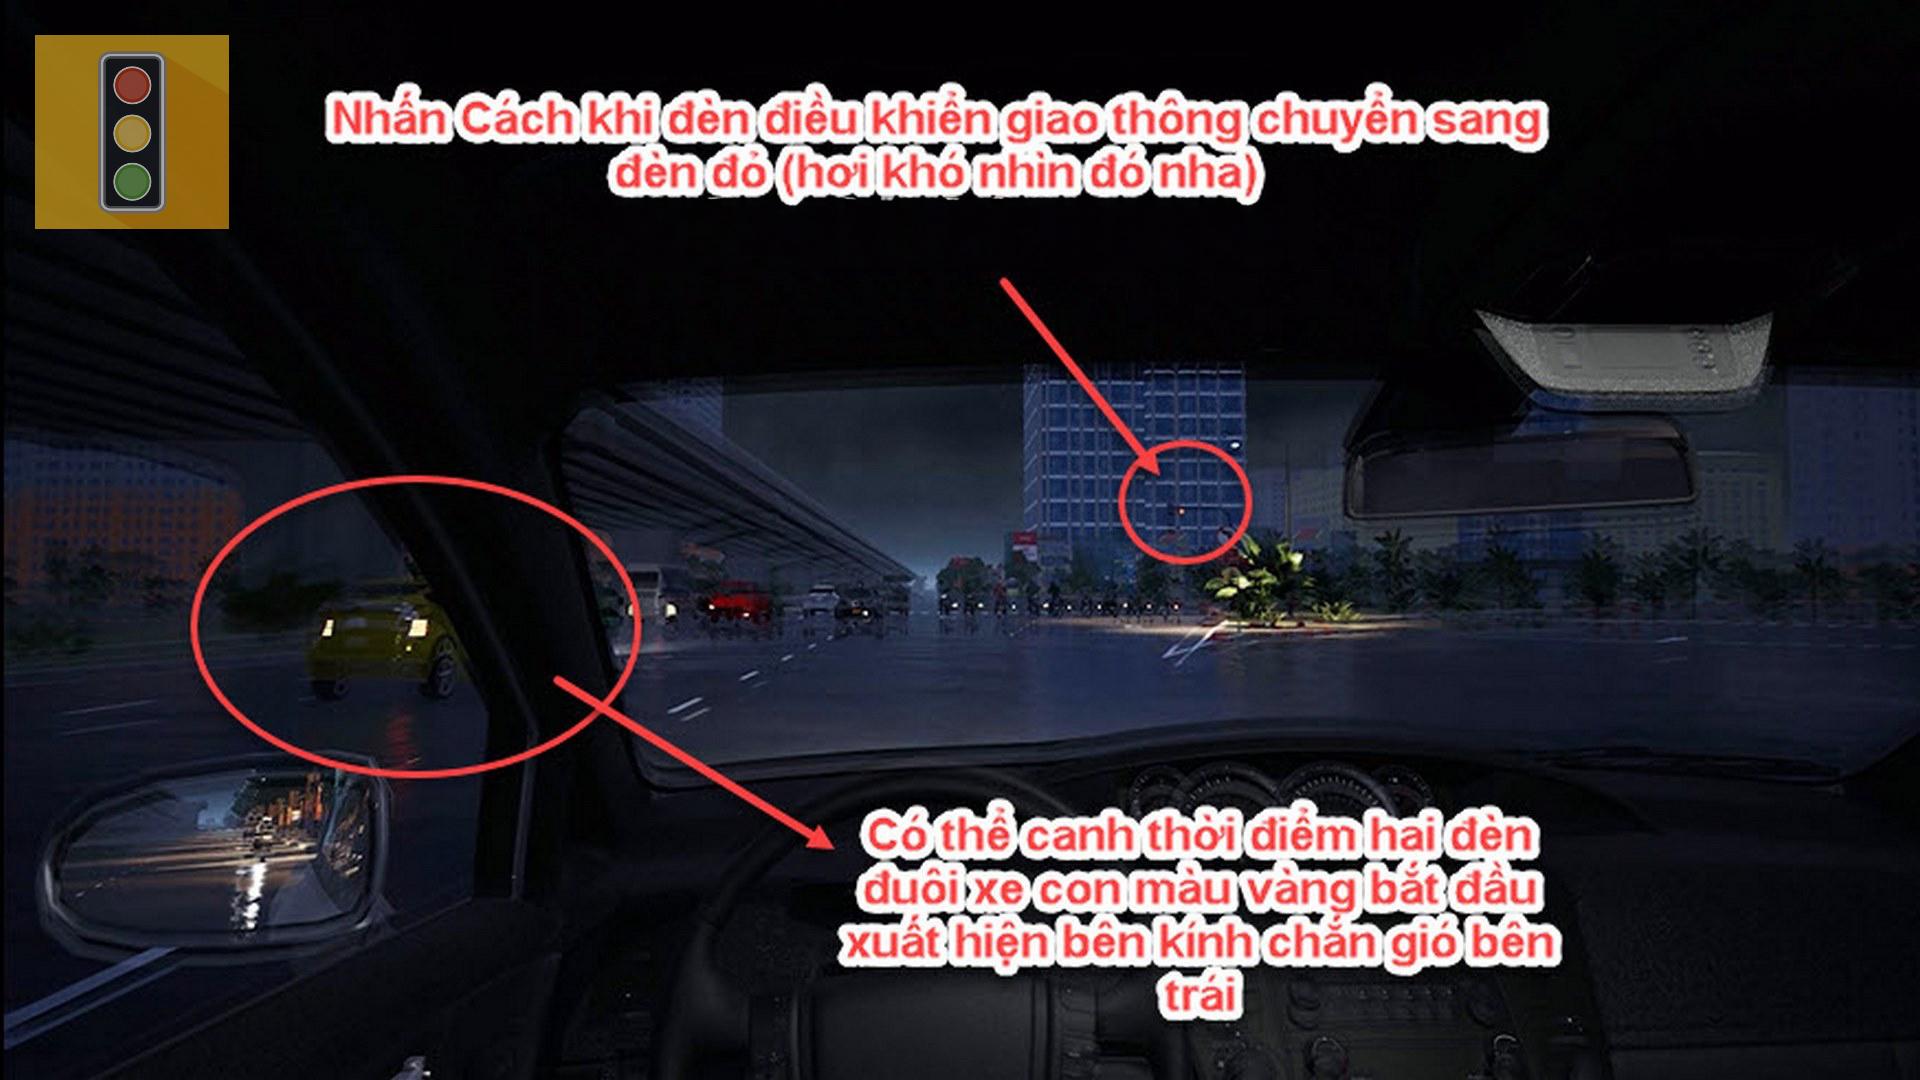 Nhấn Cách khi đèn điều khiển giao thông chuyển sang
đèn đỏ (hơi khó nhìn đó nha)
Có thể canh thời điểm hai đèn
đuôi xe con màu vàng bắt đầu
xuất hiện bên kính chắn gió bên
trái